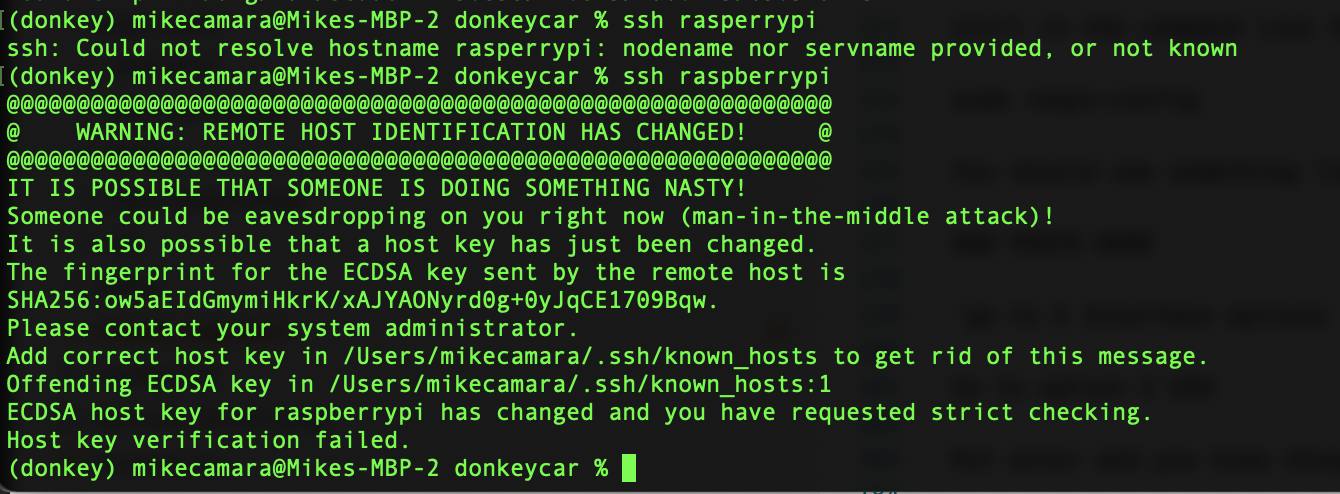 (donkey) mikecamara@Mikes-MBP-2 donkeycar % ssh rasperrypi
ssh: Could not resolve hostname rasperrypi: nodename nor servname provided, or not known
(donkey) mikecamara@Mikes-MBP-2 donkeycar % ssh raspberrypi
@@@@@@@@@@@@@@@@@@@@@@@@@@@@@@@@@@@@@@@@@@@@@@@@@@@@@@@@@@@
@    WARNING: REMOTE HOST IDENTIFICATION HAS CHANGED!     @
@@@@@@@@@@@@@@@@@@@@@@@@@@@@@@@@@@@@@@@@@@@@@@@@@@@@@@@@@@@
IT IS POSSIBLE THAT SOMEONE IS DOING SOMETHING NASTY!
Someone could be eavesdropping on you right now (man-in-the-middle attack)!
It is also possible that a host key has just been changed.
The fingerprint for the ECDSA key sent by the remote host is
SHA256:ow5aEIdGmymiHkrK/xAJYAONyrd0g+0yJqCE1709Bqw.
Please contact your system administrator.
Add correct host key in /Users/mikecamara/.ssh/known_hosts to get rid of this message.
Offending ECDSA key in /Users/mikecamara/.ssh/known_hosts:1
ECDSA host key for raspberrypi has changed and you have requested strict checking.
Host key verification failed.
(donkey) mikecamara@Mikes-MBP-2 donkeycar %